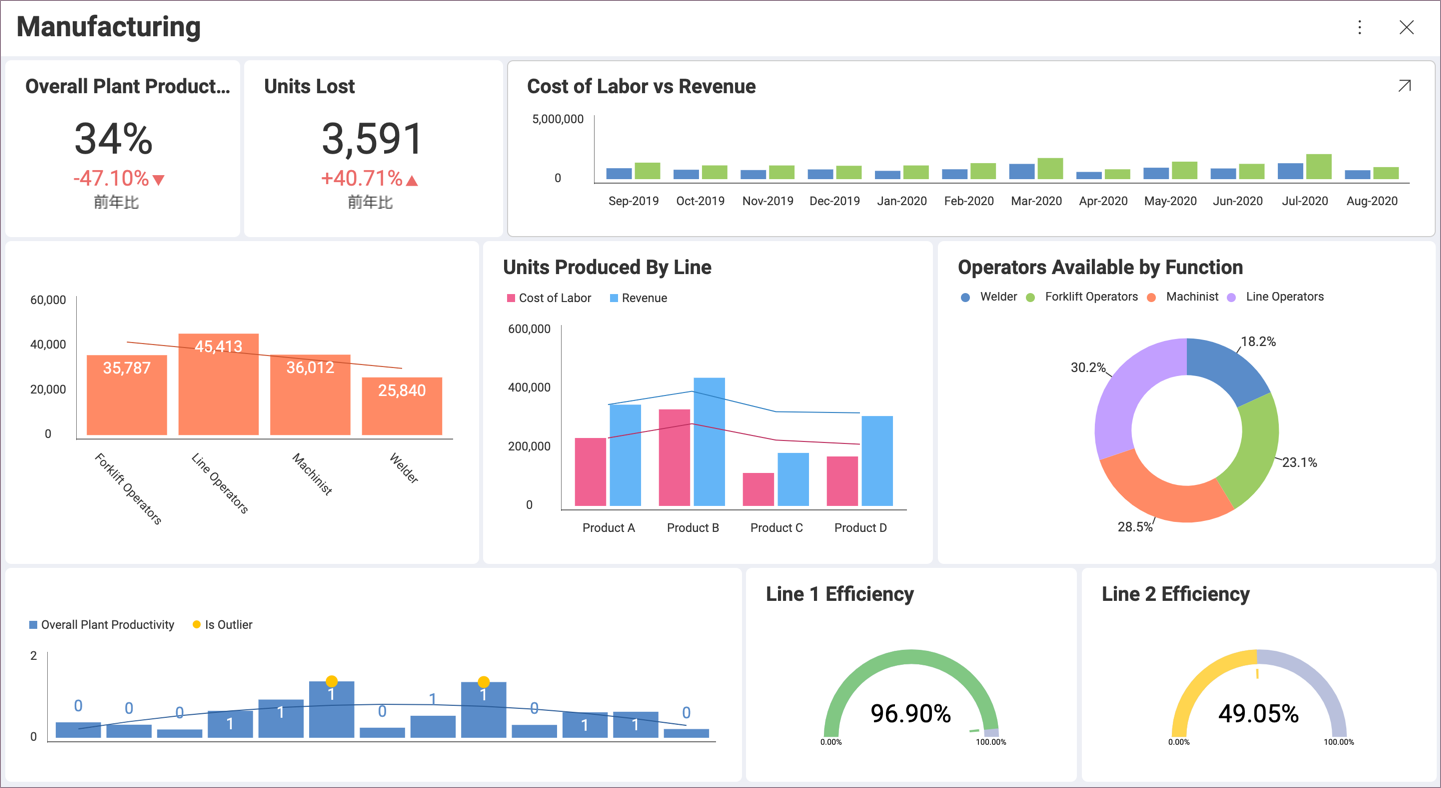 Manufacturing
Overall Plant Product...
34%
-47.10%▼
前年比
Units Lost
3,591
+40.71%▲
前年比
Cost of Labor vs Revenue
5,000,000
0
Sep-2019 Oct-2019 Nov-2019 Dec-2019 Jan-2020 Feb-2020 Mar-2020 Apr-2020 May-2020 Jun-2020 Jul-2020 Aug-2020
60,000
40,000
20,000
0
35,787
45,413
36,012
25,840
Forklift Operators
Line Operators
Machinist
Welder
Units Produced By Line
Cost of Labor Revenue
600,000
400,000
200,000
0
Product A Product B Product C Product D
Operators Available by Function
Welder Forklift Operators Machinist Line Operators
18.2%
30.2%
23.1%
28.5%
Overall Plant Productivity Is Outlier
2
0
0 0 0 1 1 1 0 1 1 0 1 1 0
Line 1 Efficiency
96.90%
0.00% 100.00%
Line 2 Efficiency
49.05%
0.00% 100.00%